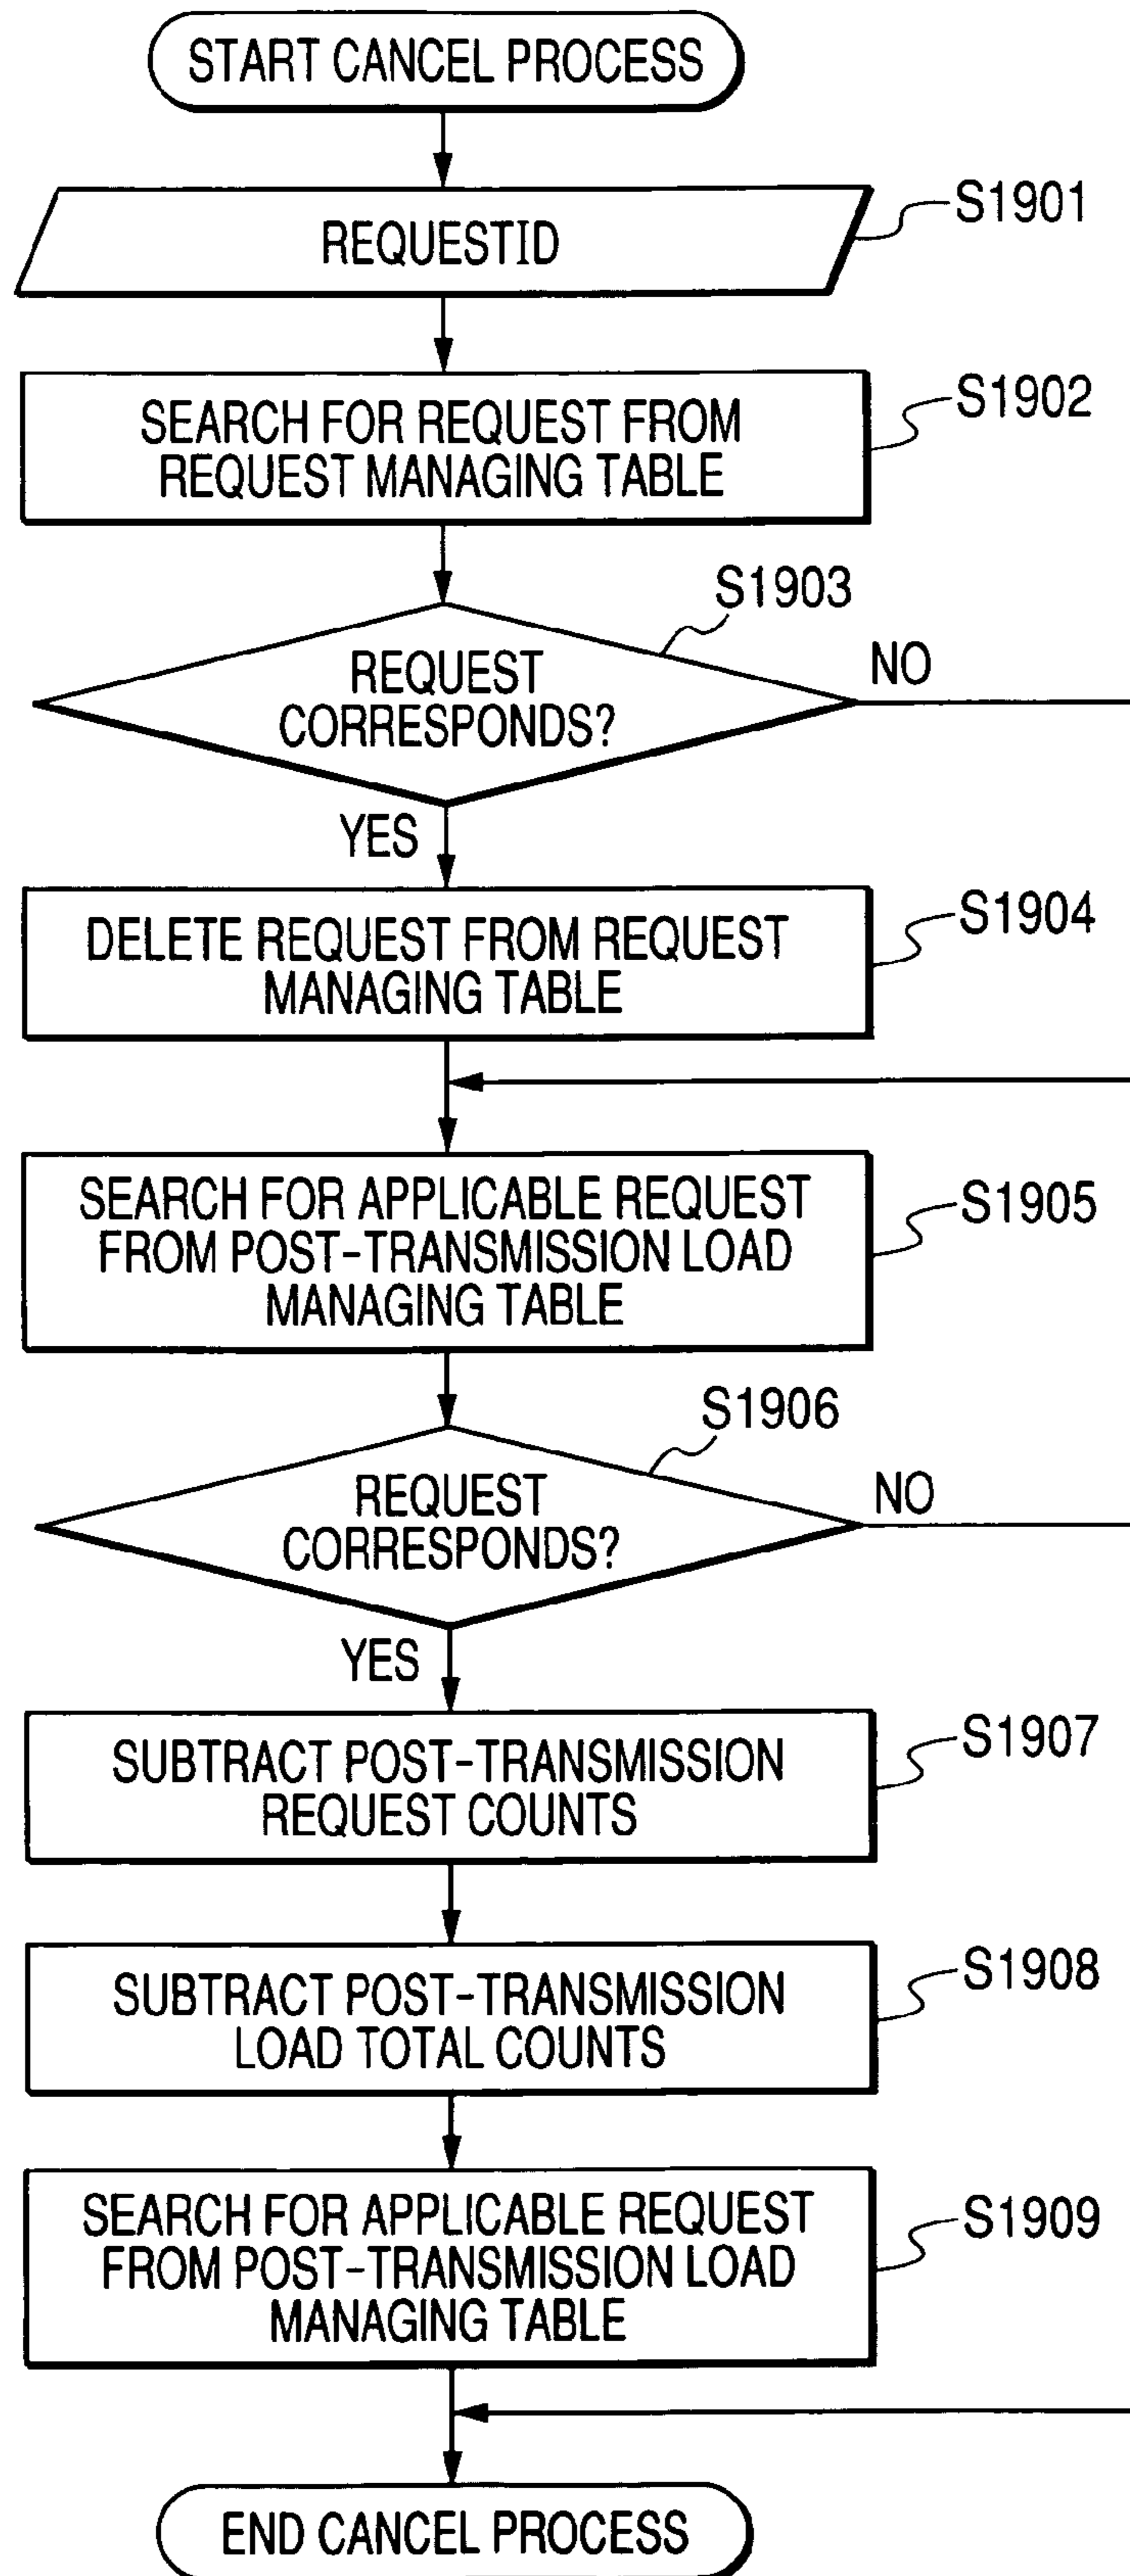 START CANCEL PROCESS
REQUESTID
S1901
SEARCH FOR REQUEST FROM
REQUEST MANAGING TABLE
S1902
S1903
REQUEST
CORRESPONDS?
NO
YES
DELETE REQUEST FROM REQUEST
MANAGING TABLE
S1904
SEARCH FOR APPLICABLE REQUEST
FROM POST-TRANSMISSION LOAD
MANAGING TABLE
S1905
S1906
REQUEST
CORRESPONDS?
NO
YES
SUBTRACT POST-TRANSMISSION
REQUEST COUNTS
S1907
SUBTRACT POST-TRANSMISSION
LOAD TOTAL COUNTS
S1908
SEARCH FOR APPLICABLE REQUEST
FROM POST-TRANSMISSION LOAD
MANAGING TABLE
S1909
END CANCEL PROCESS